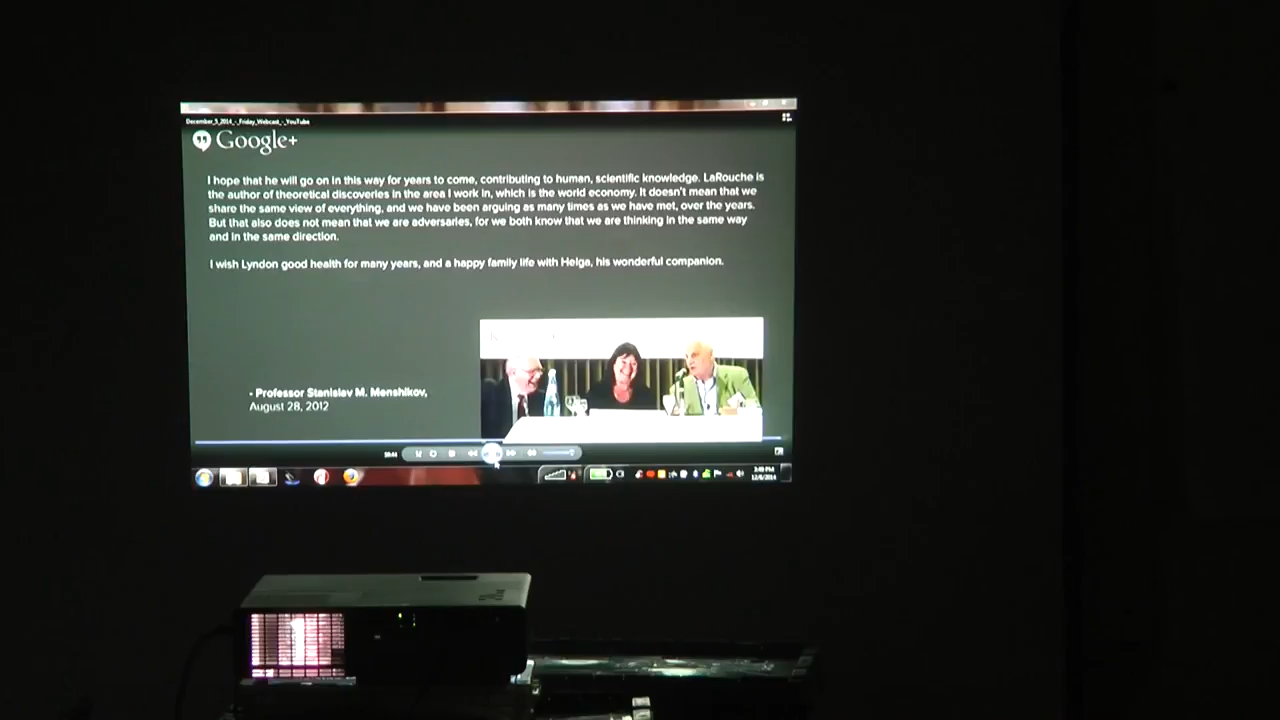 December_5_2014_-_Friday_Webcast_-_YouTube
Google+
I hope that he will go on in this way for years to come, contributing to human, scientific knowledge. LaRouche is
the author of theoretical discoveries in the area I work in, which is the world economy. It doesn't mean that we
share the same view of everything, and we have been arguing as many times as we have met, over the years.
But that also does not mean that we are adversaries, for we both know that we are thinking in the same way
and in the same direction.
I wish Lyndon good health for many years, and a happy family life with Helga, his wonderful companion.
- Professor Stanislav M. Menshikov,
August 28, 2012
12/6/2014